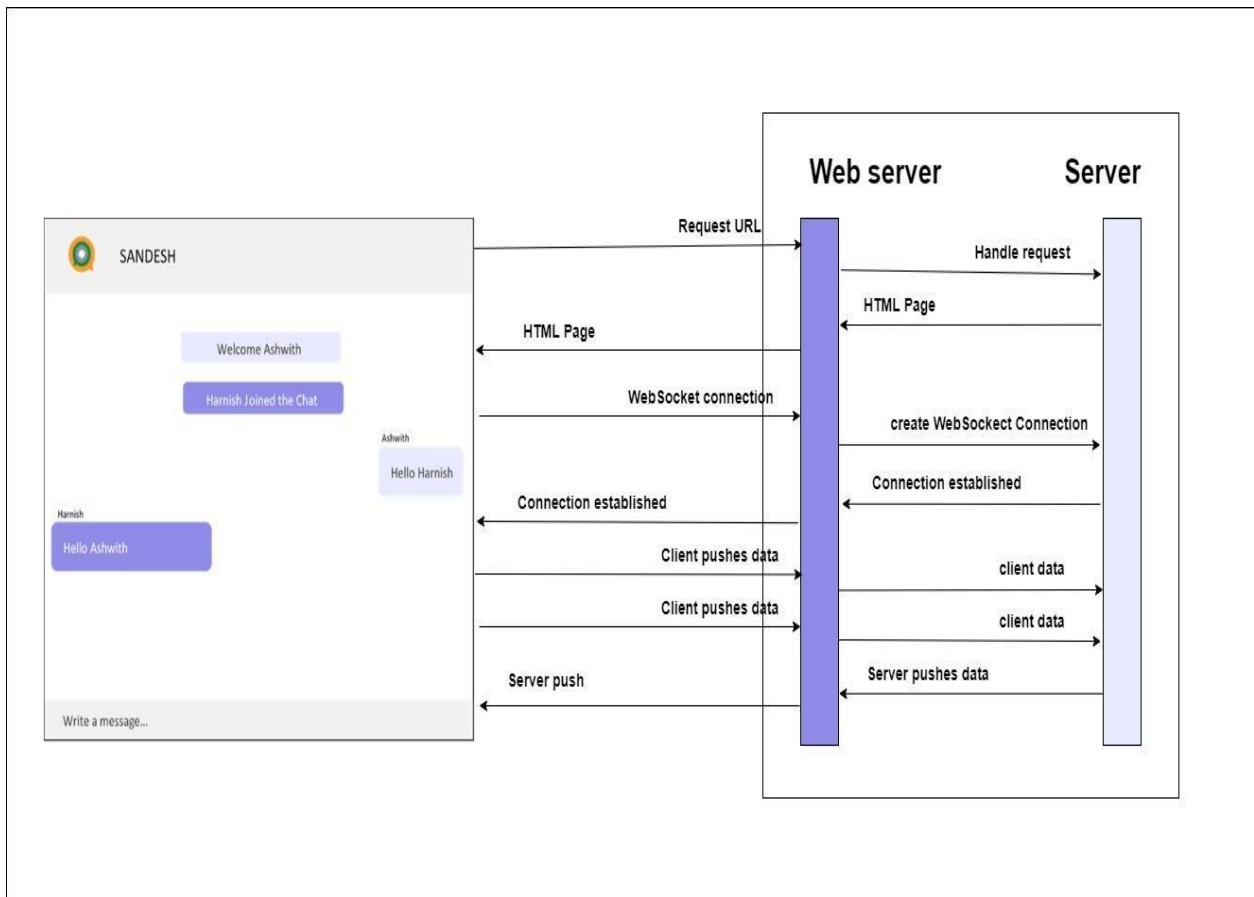 Web server
Server
SANDESH
Request URL
Handle request
HTML Page
HTML Page
Welcome Ashwith
Harnish Joined the Chat
WebSocket connection
create WebSockect Connection
Ashwith
Hello Harnish
Connection established
Connection established
Harnish
Hello Ashwith
Client pushes data
client data
Client pushes data
client data
Server pushes data
Server push
Write a message...